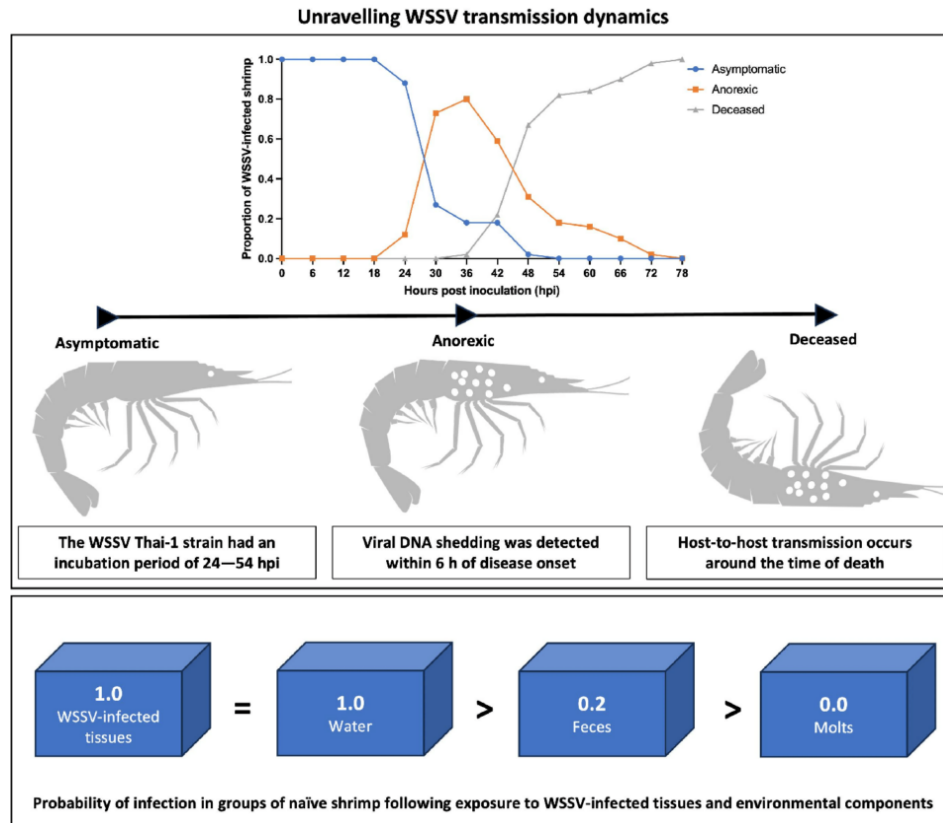 Unravelling WSSV transmission dynamics
Proportion of WSSV-infected shrimp
1.0
0.8
0.6
0.4
0.2
0.0
0 6 12 18 24 30 36 42 48 54 60 66 72 78
Hours post inoculation (hpi)
Asymptomatic
Anorexic
Deceased
Asymptomatic
Anorexic
Deceased
The WSSV Thai-1 strain had an
incubation period of 24—54 hpi
Viral DNA shedding was detected
within 6 h of disease onset
Host-to-host transmission occurs
around the time of death
1.0
WSSV-infected
tissues
=
1.0
Water
>
0.2
Feces
>
0.0
Molts
Probability of infection in groups of naïve shrimp following exposure to WSSV-infected tissues and environmental components